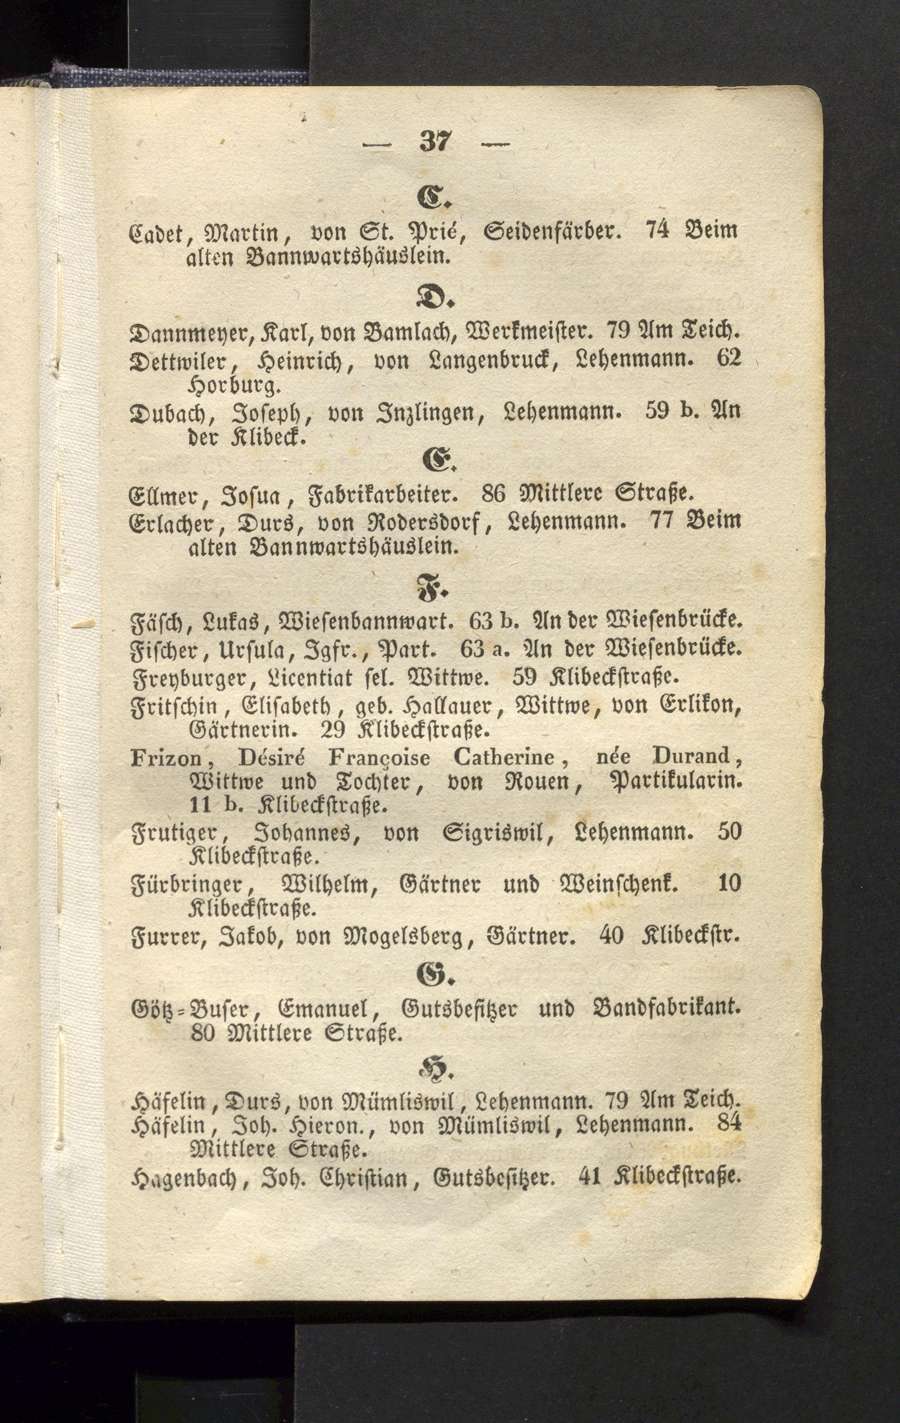 — 37 —
C.
Cadet, Martin, von St. Prié, Seidenfärber. 74 Beim
alten Bannwartshäuslein.
D.
Dannmeyer, Karl, von Bamlach, Werkmeister. 79 Am Teich.
Dettwiler, Heinrich, von Langenbruck, Lehenmann. 62
Horburg.
Dubach, Joseph, von Inzlingen, Lehenmann. 59 b. An
der Klibeck.
E.
Ellmer, Josua, Fabrikarbeiter. 86 Mittlere Straße.
Erlacher, Durs, von Rodersdorf, Lehenmann. 77 Beim
alten Bannwartshäuslein.
F.
Fäsch, Lukas, Wiesenbannwart. 63 b. An der Wiesenbrücke.
Fischer, Ursula, Jgfr., Part. 63 a. An der Wiesenbrücke.
Freyburger, Licentiat sel. Wittwe. 59 Klibeckstraße.
Fritschin, Elisabeth, geb. Hallauer, Wittwe, von Erlikon,
Gärtnerin. 29 Klibeckstraße.
Frizon, Désiré Françoise Catherine, née Durand,
Wittwe und Tochter, von Rouen, Partikularin.
11 b. Klibeckstraße.
Frutiger, Johannes, von Sigriswil, Lehenmann. 50
Klibeckstraße.
Fürbringer, Wilhelm, Gärtner und Weinschenk. 10
Klibeckstraße.
Furrer, Jakob, von Mogelsberg, Gärtner. 40 Klibeckstr.
G.
Götz-Buser, Emanuel, Gutsbesitzer und Bandfabrikant.
80 Mittlere Straße.
H.
Häfelin, Durs, von Mümliswil, Lehenmann. 79 Am Teich.
Häfelin, Joh. Hieron., von Mümliswil, Lehenmann. 84
Mittlere Straße.
Hagenbach, Joh. Christian, Gutsbesitzer. 41 Klibeckstraße.